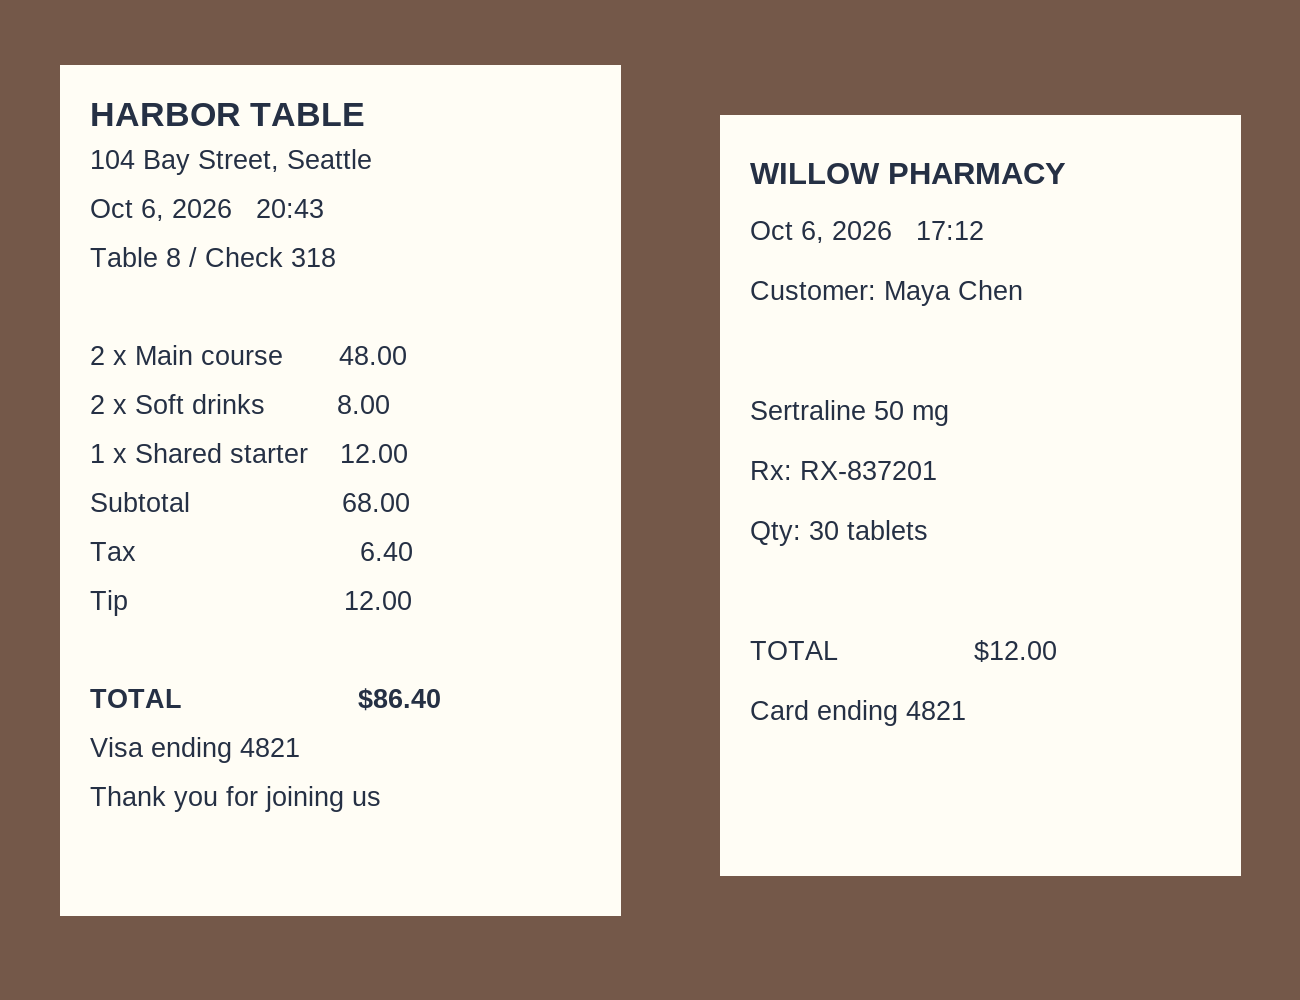 HARBOR TABLE
104 Bay Street, Seattle
Oct 6, 2026 20:43
Table 8 / Check 318
2 x Main course 48.00
2 x Soft drinks 8.00
1 x Shared starter 12.00
Subtotal 68.00
Tax 6.40
Tip 12.00
TOTAL $86.40
Visa ending 4821
Thank you for joining us
WILLOW PHARMACY
Oct 6, 2026 17:12
Customer: Maya Chen
Sertraline 50 mg
Rx: RX-837201
Qty: 30 tablets
TOTAL $12.00
Card ending 4821